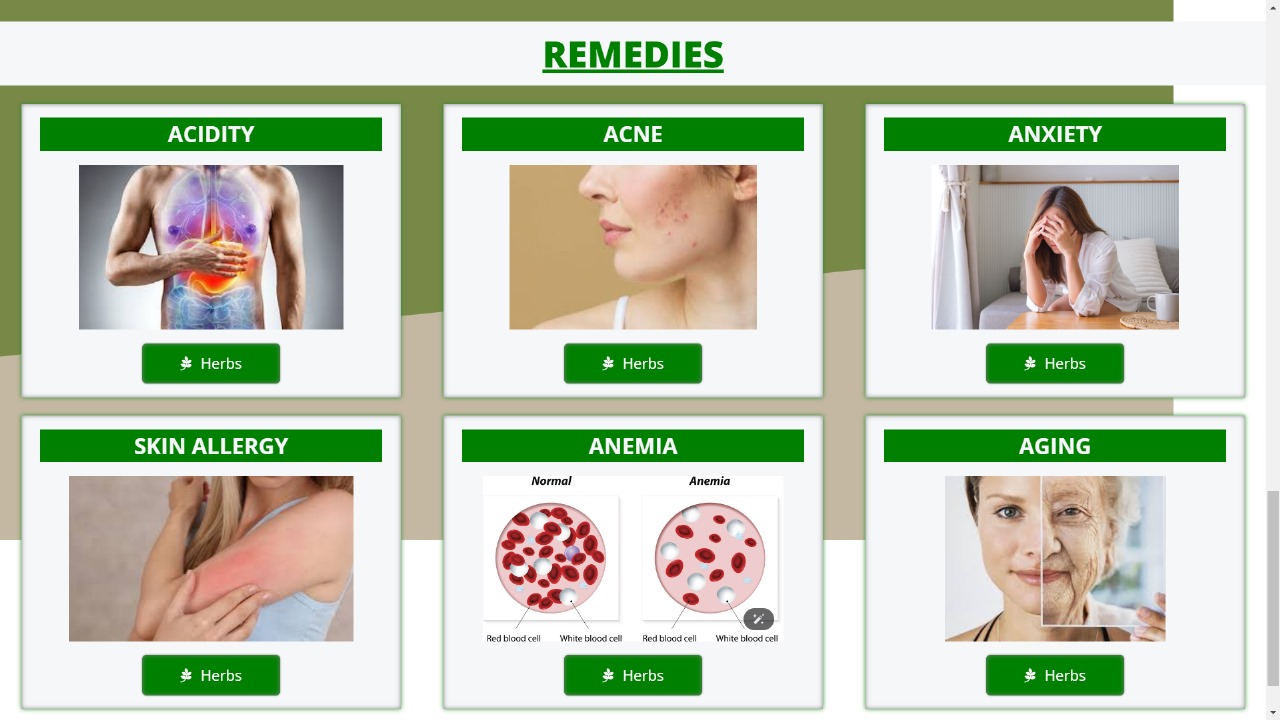 REMEDIES
ACIDITY
ACNE
ANXIETY
Herbs
Herbs
Herbs
SKIN ALLERGY
ANEMIA
AGING
Normal
Anemia
Red blood cell
White blood cell
Red blood cell
White blood cell
Herbs
Herbs
Herbs